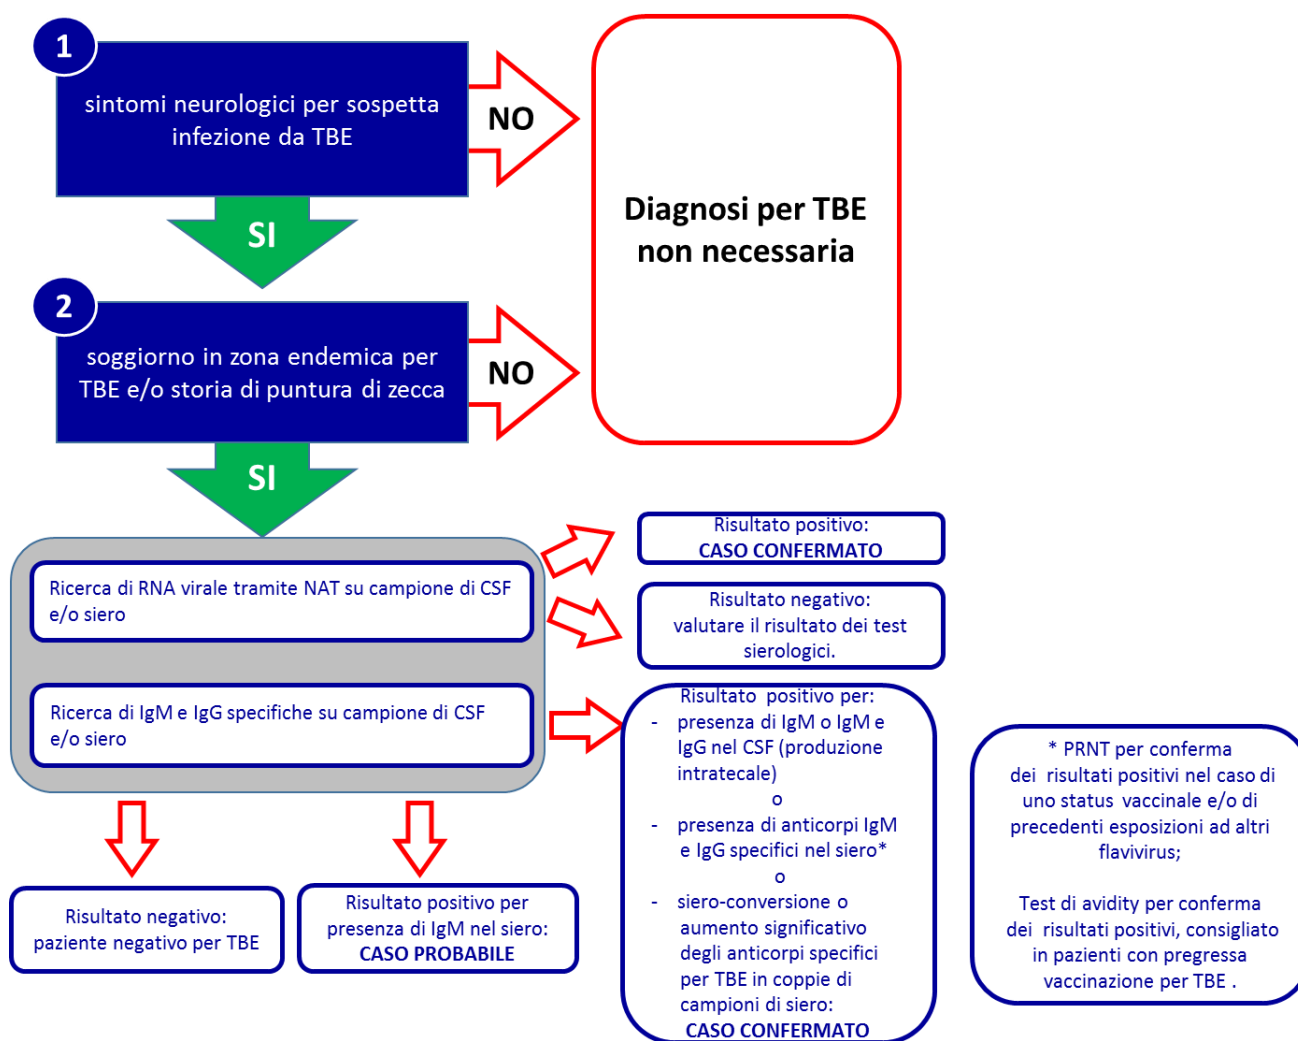 1
sintomi neurologici per sospetta
infezione da TBE
NO
SI
Diagnosi per TBE
non necessaria
2
soggiorno in zona endemica per
TBE e/o storia di puntura di zecca
NO
SI
Ricerca di RNA virale tramite NAT su campione di CSF
e/o siero
Ricerca di IgM e IgG specifiche su campione di CSF
e/o siero
Risultato positivo:
CASO CONFERMATO
Risultato negativo:
valutare il risultato dei test
sierologici.
Risultato positivo per:
- presenza di IgM o IgM e
IgG nel CSF (produzione
intratecale)
o
- presenza di anticorpi IgM
e IgG specifici nel siero*
o
- siero-conversione o
aumento significativo
degli anticorpi specifici
per TBE in coppie di
campioni di siero:
CASO CONFERMATO
* PRNT per conferma
dei risultati positivi nel caso di
uno status vaccinale e/o di
precedenti esposizioni ad altri
flavivirus;
Test di avidity per conferma
dei risultati positivi, consigliato
in pazienti con pregressa
vaccinazione per TBE .
Risultato negativo:
paziente negativo per TBE
Risultato positivo per
presenza di IgM nel siero:
CASO PROBABILE